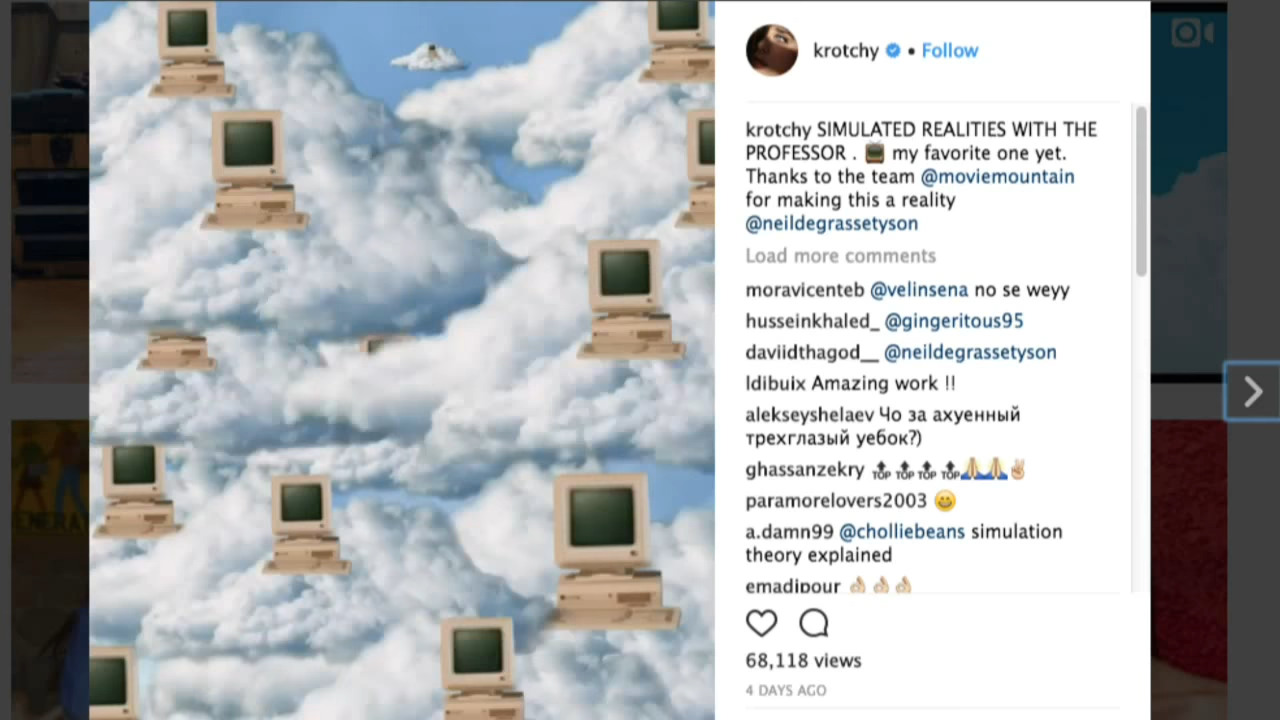 krotchy • Follow
krotchy SIMULATED REALITIES WITH THE
PROFESSOR . 📺 my favorite one yet.
Thanks to the team @moviemountain
for making this a reality
@neildegrassetyson
Load more comments
moravicenteb @velinsena no se weyy
husseinkhaled_ @gingeritous95
daviidthagod__ @neildegrassetyson
ldibuix Amazing work !!
alekseyshelaev Чо за ахуенный
трехглазый уебок?)
ghassanzekry 🔝🔝🔝🔝🙏🏼🙏🏼✌🏼
paramorelovers2003 😀
a.damn99 @cholliebeans simulation
theory explained
emadipour 👌🏼👌🏼👌🏼
68,118 views
4 DAYS AGO
ENERA